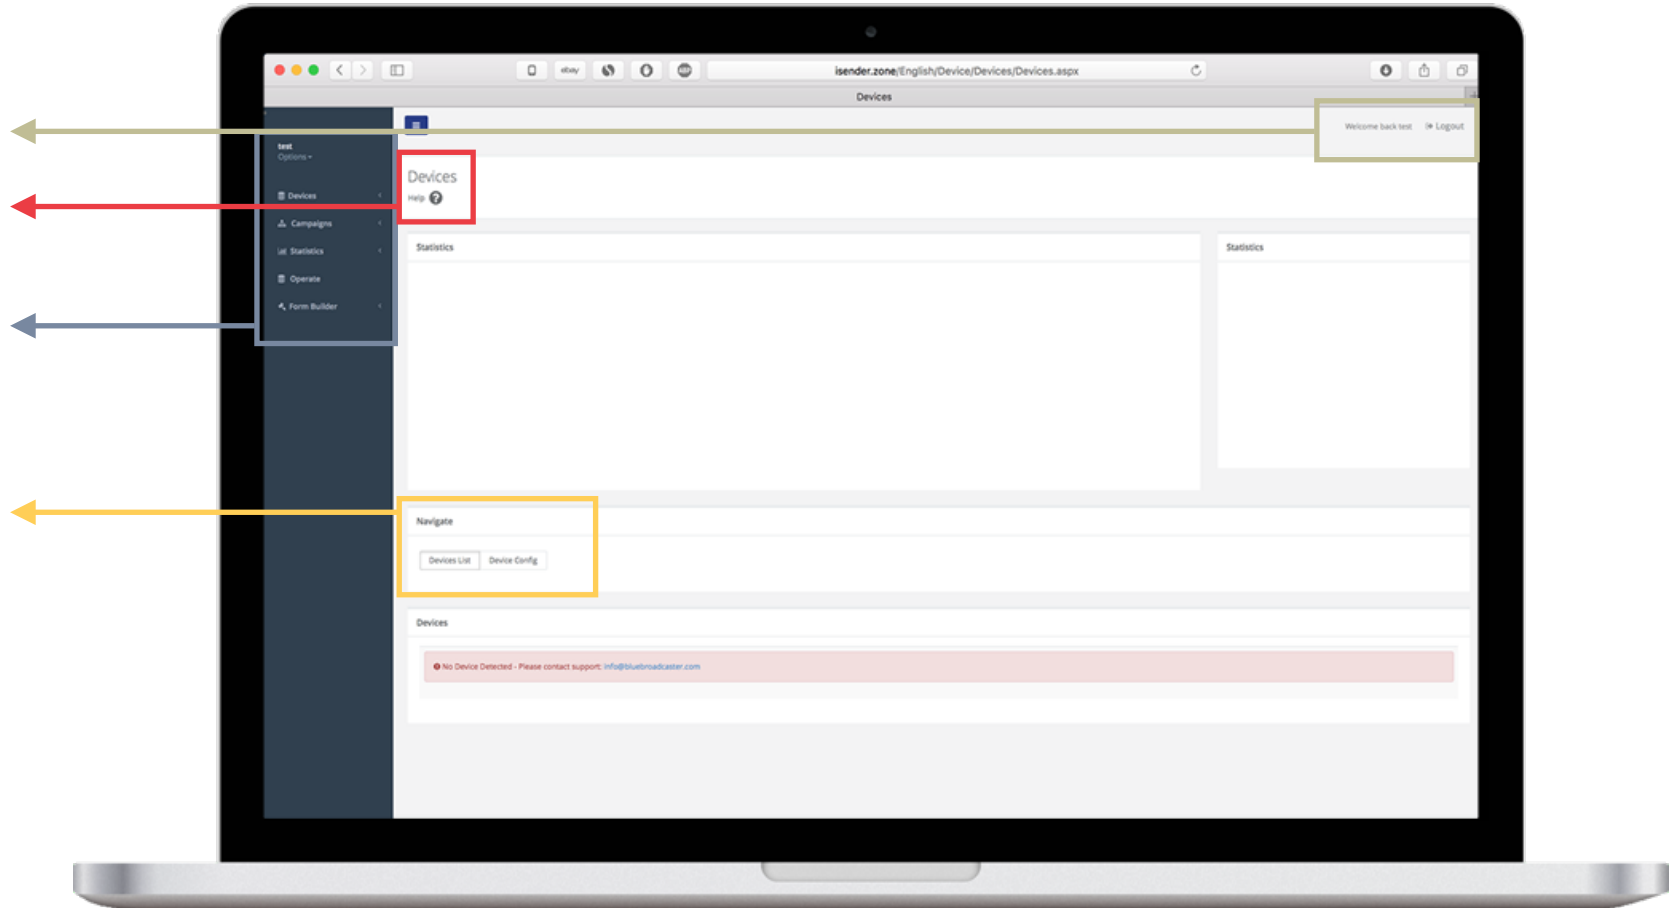 ebay
ABP
isender.zone/English/Device/Devices/Devices.aspx
Devices
Welcome back test Logout
test
Options
Devices
Help ?
Devices
Campaigns
Statistics
Operate
Form Builder
Statistics
Statistics
Navigate
Devices List Device Config
Devices
No Device Detected - Please contact support: info@bluebroadcaster.com